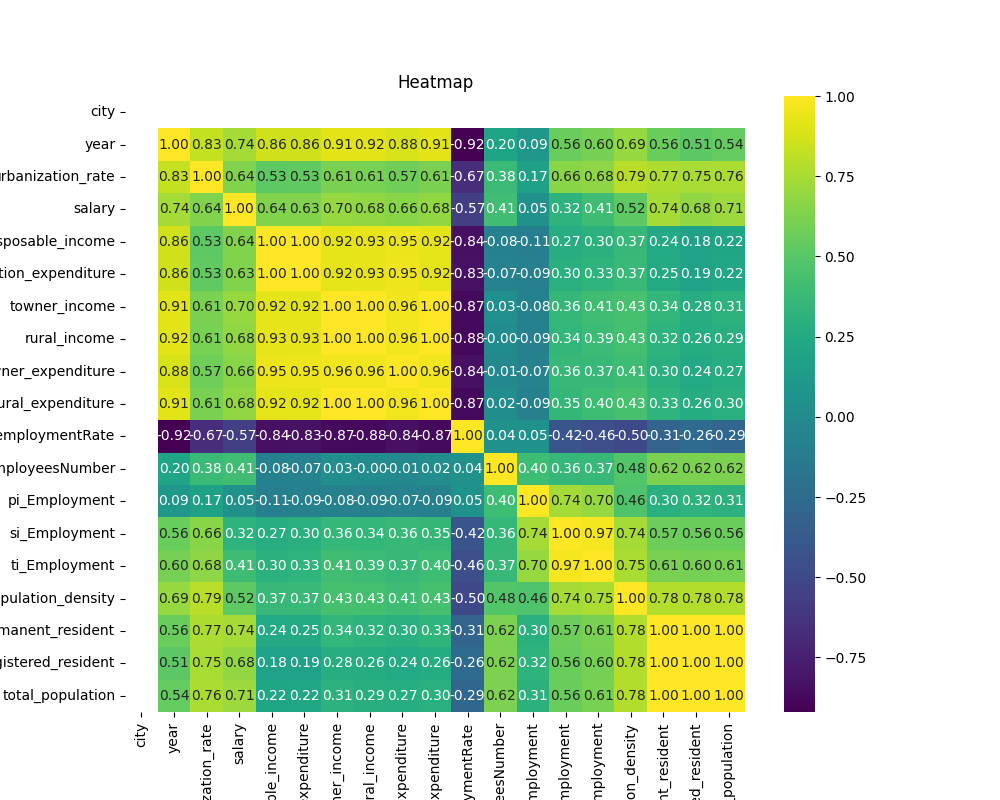 Heatmap
city
year 1.00 0.83 0.74 0.86 0.86 0.91 0.92 0.88 0.91 -0.92 0.20 0.09 0.56 0.60 0.69 0.56 0.51 0.54
rbanization_rate 0.83 1.00 0.64 0.53 0.53 0.61 0.61 0.57 0.61 -0.67 0.38 0.17 0.66 0.68 0.79 0.77 0.75 0.76
salary 0.74 0.64 1.00 0.64 0.63 0.70 0.68 0.66 0.68 -0.57 0.41 0.05 0.32 0.41 0.52 0.74 0.68 0.71
sposable_income 0.86 0.53 0.64 1.00 1.00 0.92 0.93 0.95 0.92 -0.84 -0.08 -0.11 0.27 0.30 0.37 0.24 0.18 0.22
tion_expenditure 0.86 0.53 0.63 1.00 1.00 0.92 0.93 0.95 0.92 -0.83 -0.07 -0.09 0.30 0.33 0.37 0.25 0.19 0.22
towner_income 0.91 0.61 0.70 0.92 0.92 1.00 1.00 0.96 1.00 -0.87 0.03 -0.08 0.36 0.41 0.43 0.34 0.28 0.31
rural_income 0.92 0.61 0.68 0.93 0.93 1.00 1.00 0.96 1.00 -0.88 -0.00 -0.09 0.34 0.39 0.43 0.32 0.26 0.29
ner_expenditure 0.88 0.57 0.66 0.95 0.95 0.96 0.96 1.00 0.96 -0.84 -0.01 -0.07 0.36 0.37 0.41 0.30 0.24 0.27
ural_expenditure 0.91 0.61 0.68 0.92 0.92 1.00 1.00 0.96 1.00 -0.87 0.02 -0.09 0.35 0.40 0.43 0.33 0.26 0.30
employmentRate -0.92 -0.67 -0.57 -0.84 -0.83 -0.87 -0.88 -0.84 -0.87 1.00 0.04 0.05 -0.42 -0.46 -0.50 -0.31 -0.26 -0.29
mployeesNumber 0.20 0.38 0.41 -0.08 -0.07 0.03 -0.00 -0.01 0.02 0.04 1.00 0.40 0.36 0.37 0.48 0.62 0.62 0.62
pi_Employment 0.09 0.17 0.05 -0.11 -0.09 -0.08 -0.09 -0.07 -0.09 0.05 0.40 1.00 0.74 0.70 0.46 0.30 0.32 0.31
si_Employment 0.56 0.66 0.32 0.27 0.30 0.36 0.34 0.36 0.35 -0.42 0.36 0.74 1.00 0.97 0.74 0.57 0.56 0.56
ti_Employment 0.60 0.68 0.41 0.30 0.33 0.41 0.39 0.37 0.40 -0.46 0.37 0.70 0.97 1.00 0.75 0.61 0.60 0.61
pulation_density 0.69 0.79 0.52 0.37 0.37 0.43 0.43 0.41 0.43 -0.50 0.48 0.46 0.74 0.75 1.00 0.78 0.78 0.78
manent_resident 0.56 0.77 0.74 0.24 0.25 0.34 0.32 0.30 0.33 -0.31 0.62 0.30 0.57 0.61 0.78 1.00 1.00 1.00
gistered_resident 0.51 0.75 0.68 0.18 0.19 0.28 0.26 0.24 0.26 -0.26 0.62 0.32 0.56 0.60 0.78 1.00 1.00 1.00
total_population 0.54 0.76 0.71 0.22 0.22 0.31 0.29 0.27 0.30 -0.29 0.62 0.31 0.56 0.61 0.78 1.00 1.00 1.00
city
year
zation_rate
salary
ble_income
expenditure
ner_income
ral_income
expenditure
expenditure
ymentRate
eesNumber
mployment
mployment
mployment
on_density
nt_resident
ed_resident
_population
1.00
0.75
0.50
0.25
0.00
−0.25
−0.50
−0.75